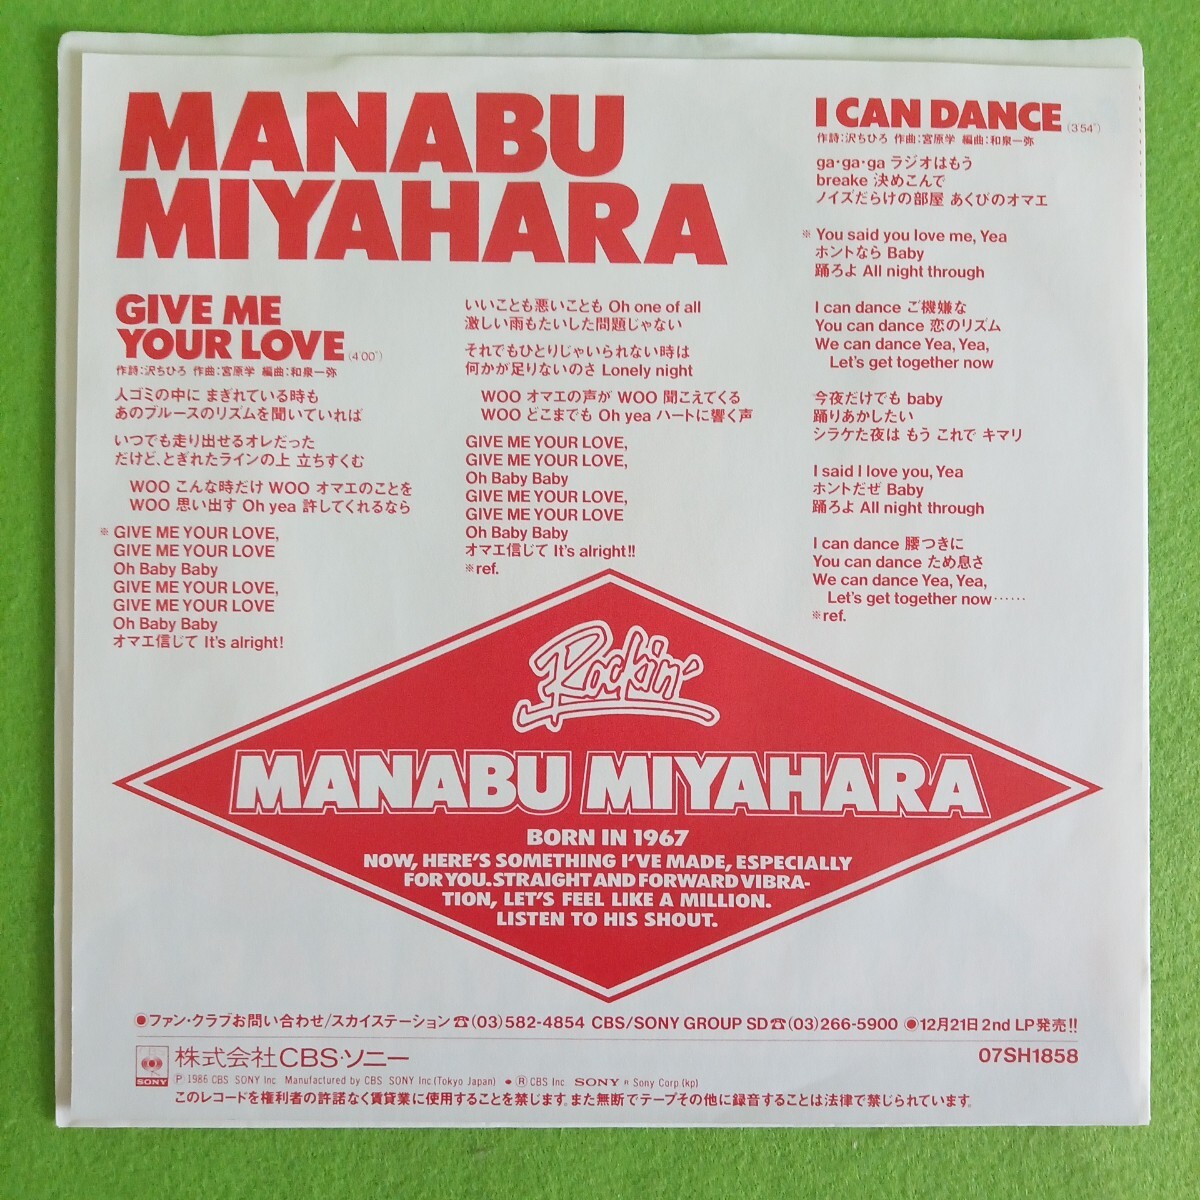 MANABU
MIYAHARA
GIVE ME
YOUR LOVE (4'00")
作詩:沢ちひろ 作曲:宮原学 編曲:和泉一弥
人ゴミの中に まぎれている時も
あのブルースのリズムを聞いていれば
いつでも走り出せるオレだった
だけど、とぎれたラインの上 立ちすくむ
WOO こんな時だけ WOO オマエのことを
WOO 思い出す Oh yea 許してくれるなら
※ GIVE ME YOUR LOVE,
GIVE ME YOUR LOVE
Oh Baby Baby
GIVE ME YOUR LOVE,
GIVE ME YOUR LOVE
Oh Baby Baby
オマエ信じて It's alright!
いいことも悪いことも Oh one of all
激しい雨もたいした問題じゃない
それでもひとりじゃいられない時は
何かが足りないのさ Lonely night
WOO オマエの声が WOO 聞こえてくる
WOO どこまでも Oh yea ハートに響く声
GIVE ME YOUR LOVE,
GIVE ME YOUR LOVE,
Oh Baby Baby
GIVE ME YOUR LOVE,
GIVE ME YOUR LOVE
Oh Baby Baby
オマエ信じて It's alright!!
※ref.
I CAN DANCE (3'54")
作詩:沢ちひろ 作曲:宮原学 編曲:和泉一弥
ga・ga・ga ラジオはもう
breake 決めこんで
ノイズだらけの部屋 あくびのオマエ
※ You said you love me, Yea
ホントなら Baby
踊ろよ All night through
I can dance ご機嫌な
You can dance 恋のリズム
We can dance Yea, Yea,
Let's get together now
今夜だけでも baby
踊りあかしたい
シラケた夜は もう これで キマリ
I said I love you, Yea
ホントだぜ Baby
踊ろよ All night through
I can dance 腰つきに
You can dance ため息さ
We can dance Yea, Yea,
Let's get together now……
※ref.
Rockin'
MANABU MIYAHARA
BORN IN 1967
NOW, HERE'S SOMETHING I'VE MADE, ESPECIALLY
FOR YOU. STRAIGHT AND FORWARD VIBRA-
TION, LET'S FEEL LIKE A MILLION.
LISTEN TO HIS SHOUT.
●ファン・クラブお問い合わせ/スカイステーション☎(03)582-4854 CBS/SONY GROUP SD☎(03)266-5900 ●12月21日 2nd LP発売!!
SONY 株式会社CBS・ソニー 07SH1858
Ⓟ1986 CBS SONY Inc Manufactured by CBS SONY Inc (Tokyo Japan) ● Ⓡ CBS Inc SONY Sony Corp.(kp)
このレコードを権利者の許諾なく賃貸業に使用することを禁じます。また無断でテープその他に録音することは法律で禁じられています。